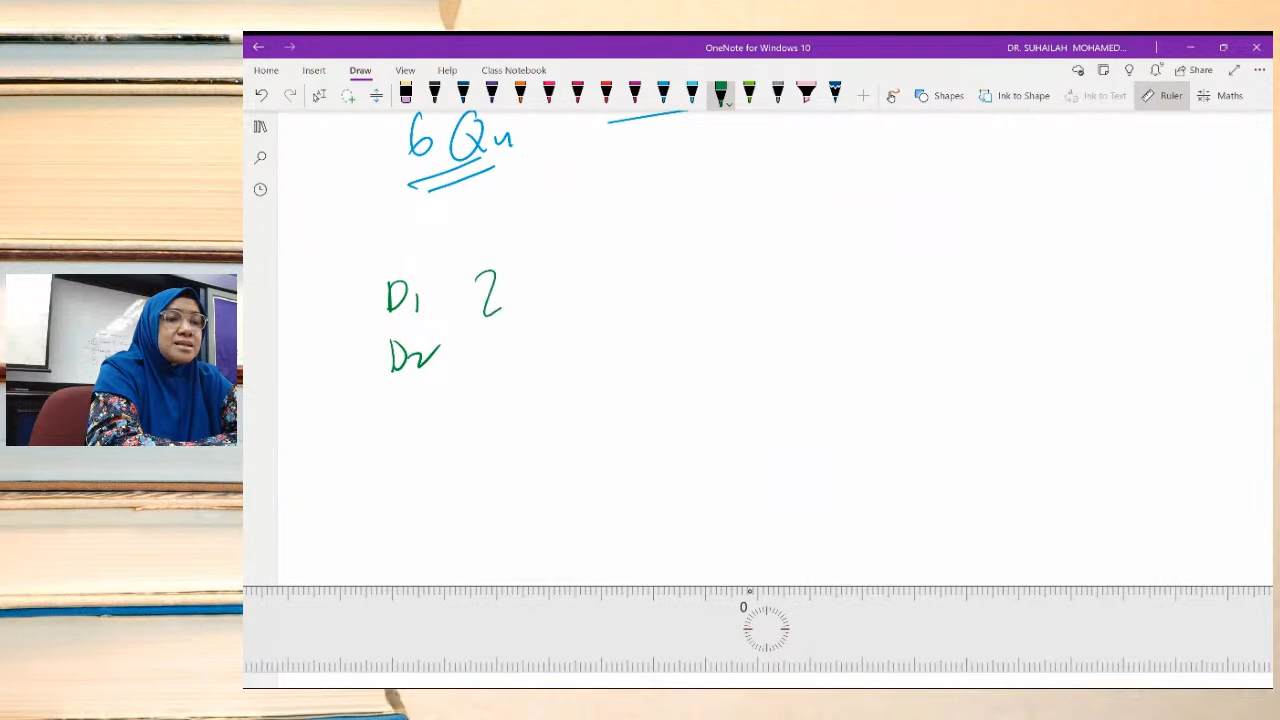 OneNote for Windows 10 DR. SUHAILAH MOHAMED...
Home Insert Draw View Help Class Notebook Share
Shapes Ink to Shape Ink to Text Ruler Maths
6 Qu
D1 2
D2
0